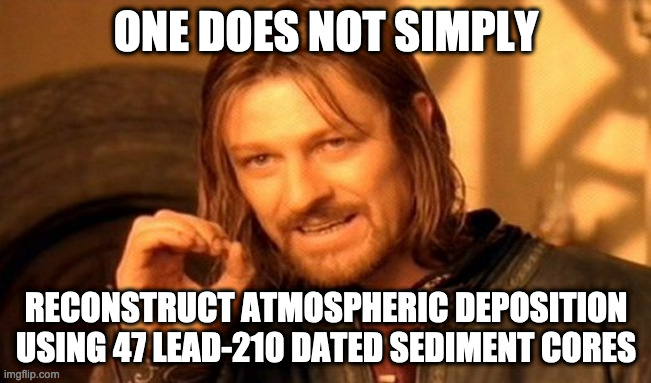 ONE DOES NOT SIMPLY
RECONSTRUCT ATMOSPHERIC DEPOSITION
USING 47 LEAD-210 DATED SEDIMENT CORES
imgflip.com